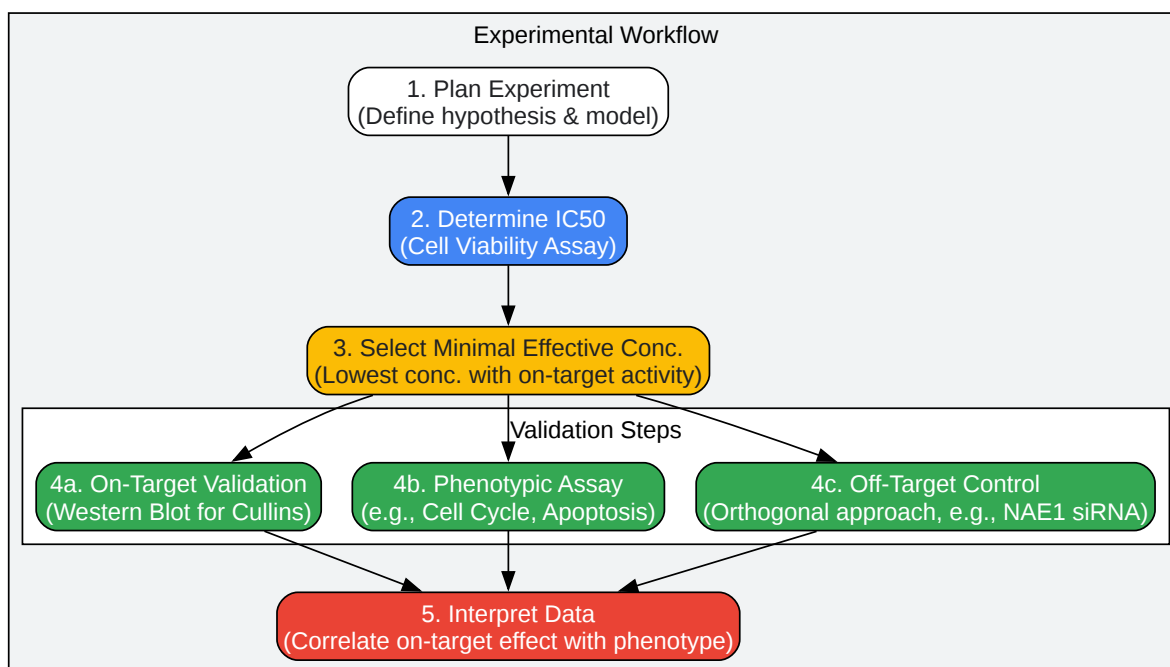 Experimental Workflow
1. Plan Experiment
(Define hypothesis & model)
2. Determine IC50
(Cell Viability Assay)
3. Select Minimal Effective Conc.
(Lowest conc. with on-target activity)
Validation Steps
4a. On-Target Validation
(Western Blot for Cullins)
4b. Phenotypic Assay
(e.g., Cell Cycle, Apoptosis)
4c. Off-Target Control
(Orthogonal approach, e.g., NAE1 siRNA)
5. Interpret Data
(Correlate on-target effect with phenotype)